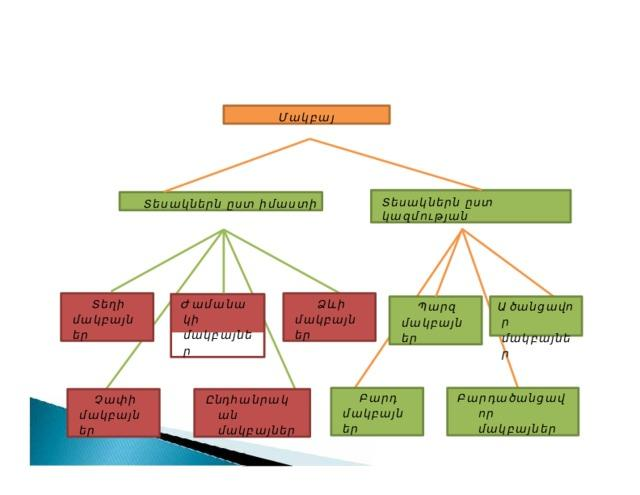 Մակբայ
Տեսակներն ըստ իմաստի
Տեսակներն ըստ
կազմության
Տեղի
մակբայն
եր
Ժամանա
կի
մակբայնե
ր
Ձևի
մակբայն
եր
Պարզ
մակբայն
եր
Ածանցավո
ր
մակբայնե
ր
Չափի
մակբայն
եր
Ընդհանրակ
ան
մակբայներ
Բարդ
մակբայն
եր
Բարդածանցավ
որ
մակբայներ